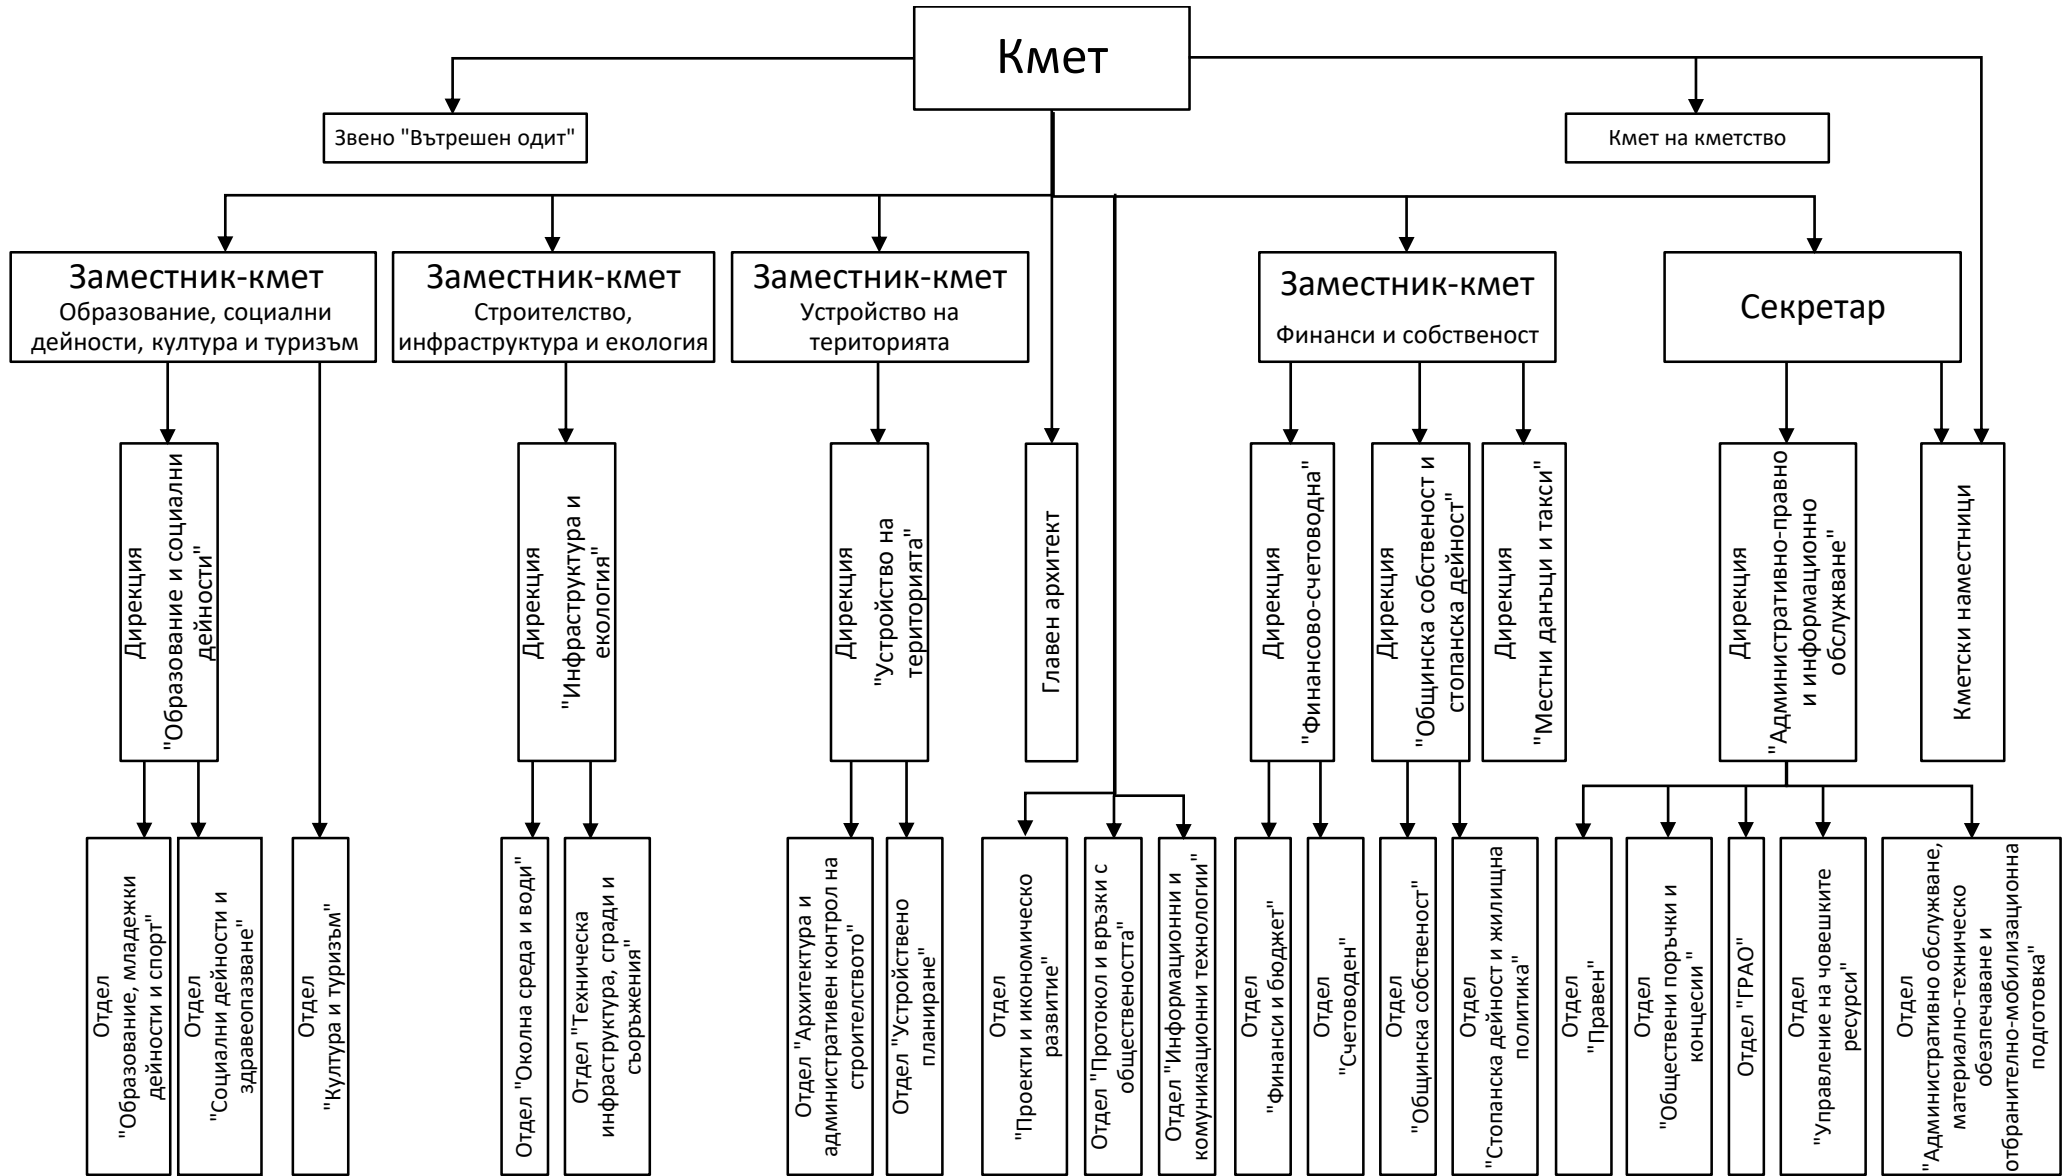 Кмет
Звено "Вътрешен одит"
Кмет на кметство
Заместник-кмет
Образование, социални
дейности, култура и туризъм
Заместник-кмет
Строителство,
инфраструктура и екология
Заместник-кмет
Устройство на
територията
Заместник-кмет
Финанси и собственост
Секретар
Дирекция
"Образование и социални
дейности"
Дирекция
"Инфраструктура и
екология"
Дирекция
"Устройство на
територията"
Главен архитект
Дирекция
"Финансово-счетоводна"
Дирекция
"Общинска собственост и
стопанска дейност"
Дирекция
"Местни данъци и такси"
Дирекция
"Административно-правно
и информационно
обслужване"
Кметски наместници
Отдел
"Образование, младежки
дейности и спорт"
Отдел
"Социални дейности и
здравеопазване"
Отдел
"Култура и туризъм"
Отдел "Околна среда и води"
Отдел "Техническа
инфраструктура, сгради и
съоръжения"
Отдел "Архитектура и
административен контрол на
строителството"
Отдел "Устройствено
планиране"
Отдел
"Проекти и икономическо
развитие"
Отдел "Протокол и връзки с
обществеността"
Отдел "Информационни и
комуникационни технологии"
Отдел
"Финанси и бюджет"
Отдел
"Счетоводен"
Отдел
"Общинска собственост"
Отдел
"Стопанска дейност и жилищна
политика"
Отдел
"Правен"
Отдел
"Обществени поръчки и
концесии"
Отдел "ГРАО"
Отдел
"Управление на човешките
ресурси"
Отдел
"Административно обслужване,
материално-техническо
обезпечаване и
отбранително-мобилизационна
подготовка"